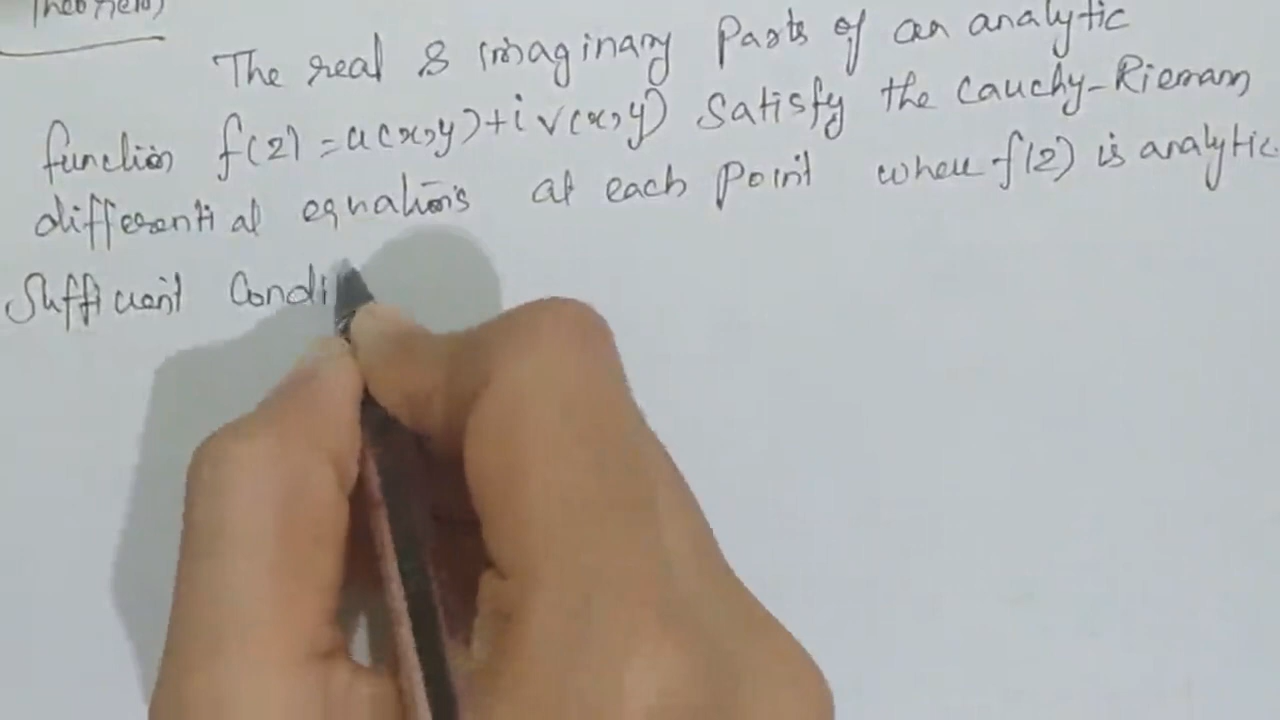 Theorem
The real & imaginary parts of an analytic
function f(z) = u(x,y) + i v(x,y) satisfy the Cauchy-Riemann
differential equations at each point where f(z) is analytic.
Sufficient Condi